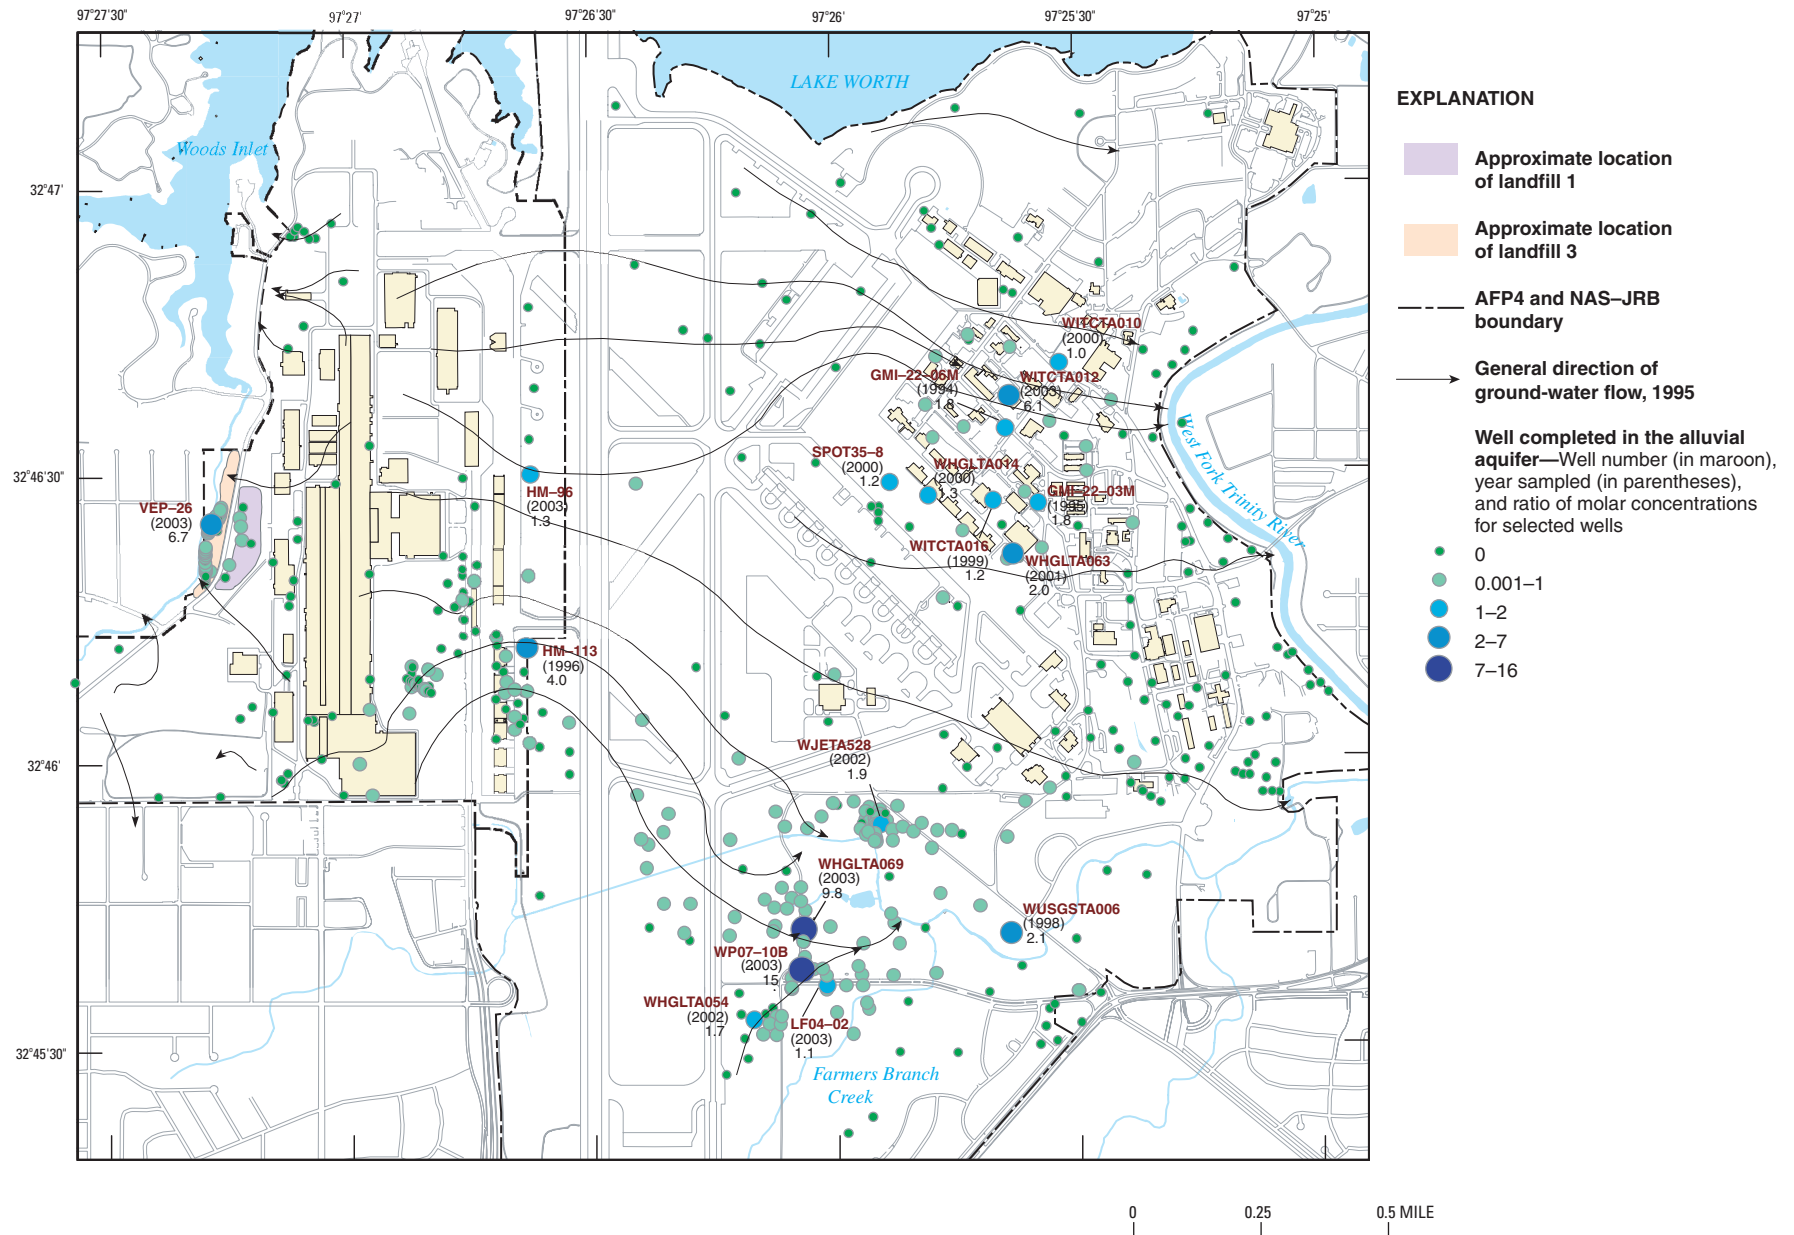 97°27'30"
97°27'
97°26'30"
97°26'
97°25'30"
97°25'
LAKE WORTH
Woods Inlet
32°47'
32°46'30"
32°46'
32°45'30"
WITCTA010
(2000)
1.0
GMI–22–06M
(1994)
1.8
WITCTA012
(2003)
6.1
SPOT35–8
(2000)
1.2
WHGLTA014
(2000)
1.3
GMI–22–03M
(1995)
1.8
HM–96
(2003)
1.3
VEP–26
(2003)
6.7
WITCTA016
(1999)
1.2
WHGLTA063
(2001)
2.0
West Fork Trinity River
HM–113
(1996)
4.0
WJETA528
(2002)
1.9
WHGLTA069
(2003)
9.8
WUSGSTA006
(1998)
2.1
WP07–10B
(2003)
15
WHGLTA054
(2002)
1.7
LF04–02
(2003)
1.1
Farmers Branch
Creek
EXPLANATION
Approximate location
of landfill 1
Approximate location
of landfill 3
AFP4 and NAS–JRB
boundary
General direction of
ground-water flow, 1995
Well completed in the alluvial
aquifer—Well number (in maroon),
year sampled (in parentheses),
and ratio of molar concentrations
for selected wells
0
0.001–1
1–2
2–7
7–16
0
0.25
0.5 MILE